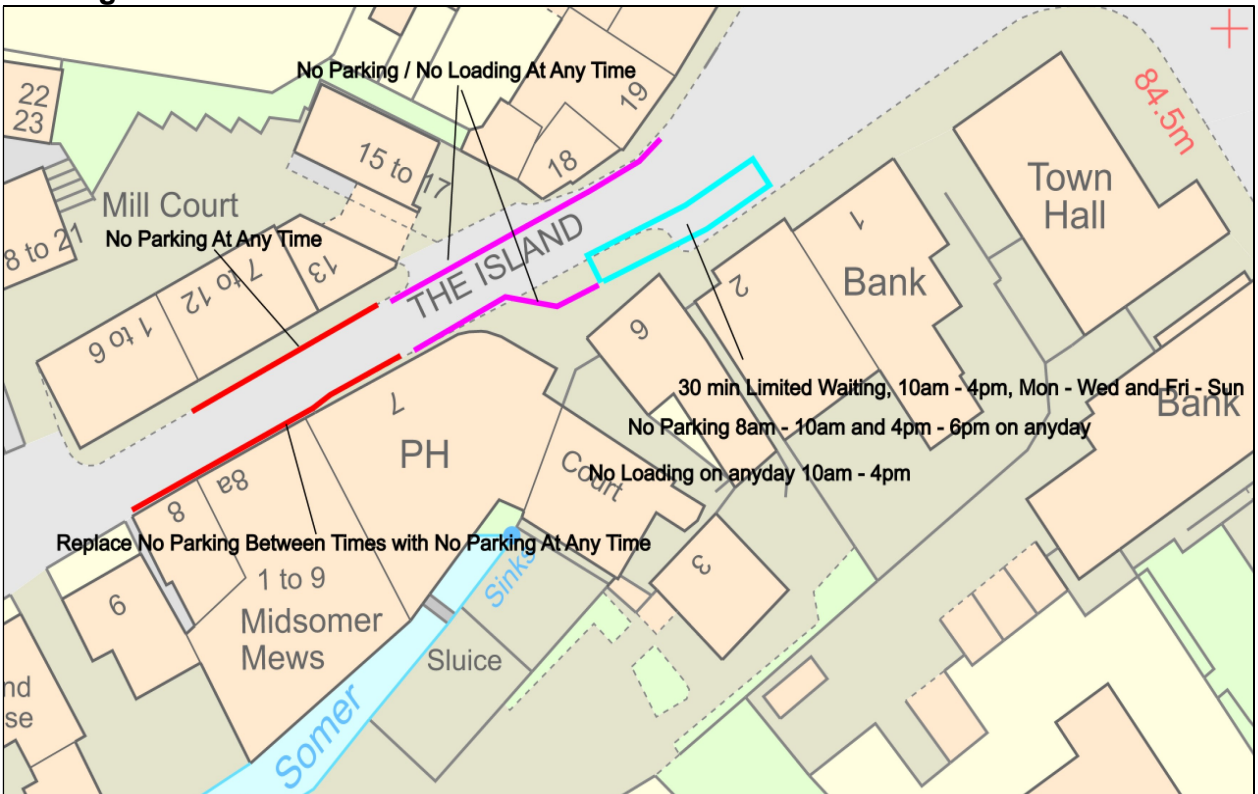 No Parking / No Loading At Any Time
22
23
19
84.5m
15 to 17
18
Town
Hall
Mill Court
8 to 21
No Parking At Any Time
13
7 to 12
THE ISLAND
1
2
Bank
1 to 6
6
30 min Limited Waiting, 10am - 4pm, Mon - Wed and Fri - Sun
Bank
7
No Parking 8am - 10am and 4pm - 6pm on anyday
PH
Court
No Loading on anyday 10am - 4pm
8a
8
Replace No Parking Between Times with No Parking At Any Time
Sinks
3
1 to 9
9
Midsomer
Mews
Sluice
nd
se
Somer